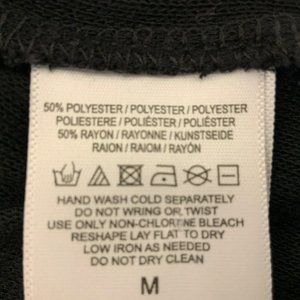 50% POLYESTER / POLYESTER / POLYESTER
POLIESTERE / POLIÉSTER / POLIÉSTER
50% RAYON / RAYONNE / KUNSTSEIDE
RAION / RAIOM / RAYÓN
HAND WASH COLD SEPARATELY
DO NOT WRING OR TWIST
USE ONLY NON-CHLORINE BLEACH
RESHAPE LAY FLAT TO DRY
LOW IRON AS NEEDED
DO NOT DRY CLEAN
M